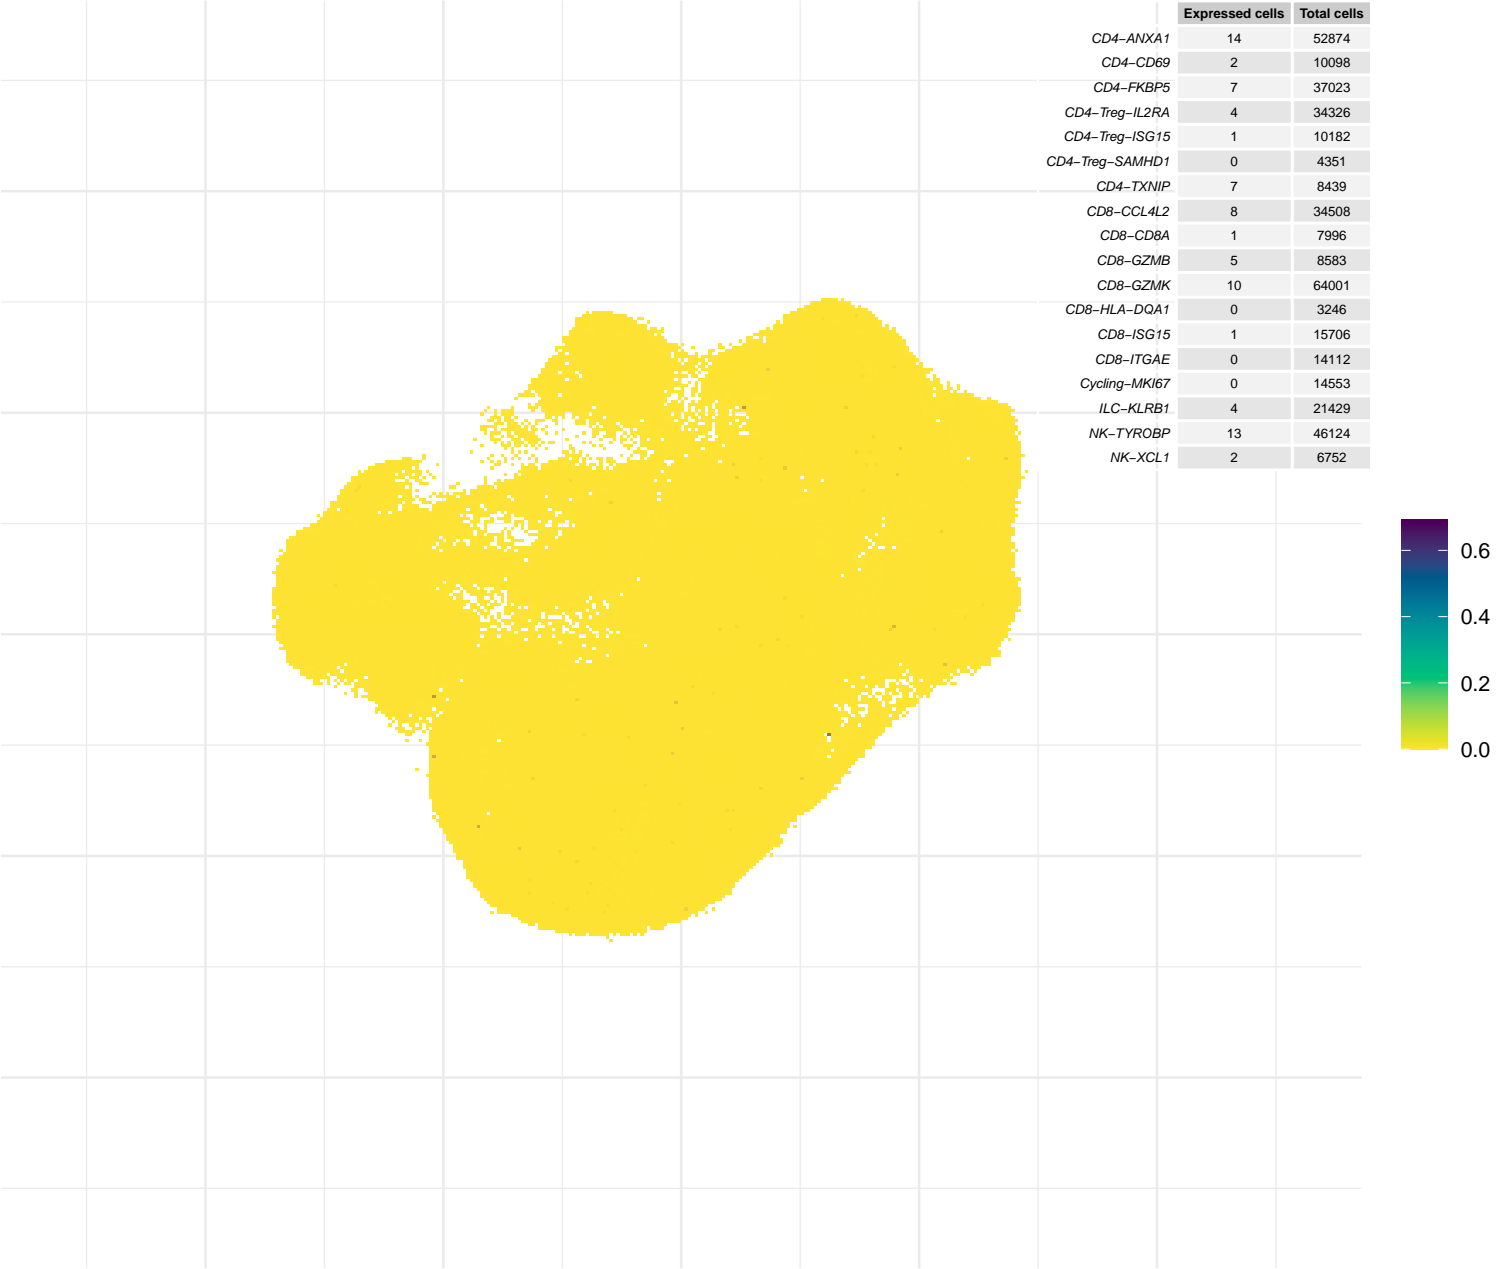 Expressed cells Total cells
CD4−ANXA1 14 52874
CD4−CD69 2 10098
CD4−FKBP5 7 37023
CD4−Treg−IL2RA 4 34326
CD4−Treg−ISG15 1 10182
CD4−Treg−SAMHD1 0 4351
CD4−TXNIP 7 8439
CD8−CCL4L2 8 34508
CD8−CD8A 1 7996
CD8−GZMB 5 8583
CD8−GZMK 10 64001
CD8−HLA−DQA1 0 3246
CD8−ISG15 1 15706
CD8−ITGAE 0 14112
Cycling−MKI67 0 14553
ILC−KLRB1 4 21429
NK−TYROBP 13 46124
NK−XCL1 2 6752
0.6
0.4
0.2
0.0